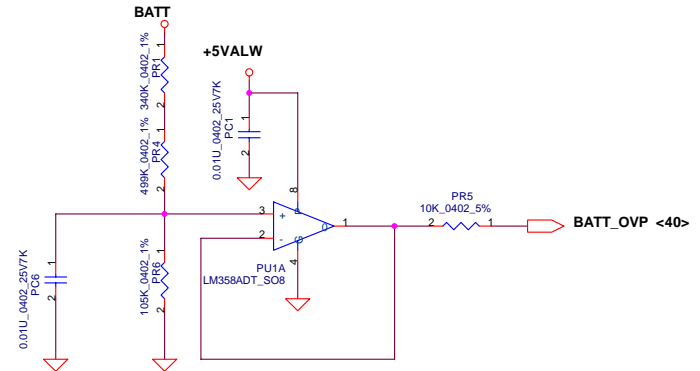 BATT
+5VALW
340K_0402_1%
PR1
1
2
499K_0402_1%
PR4
1
2
0.01U_0402_25V7K
PC1
1
2
8
P
3
+
2
-
O
1
G
4
PU1A
LM358ADT_SO8
PR5
10K_0402_5%
2
1
BATT_OVP <40>
0.01U_0402_25V7K
PC6
1
2
105K_0402_1%
PR6
1
2